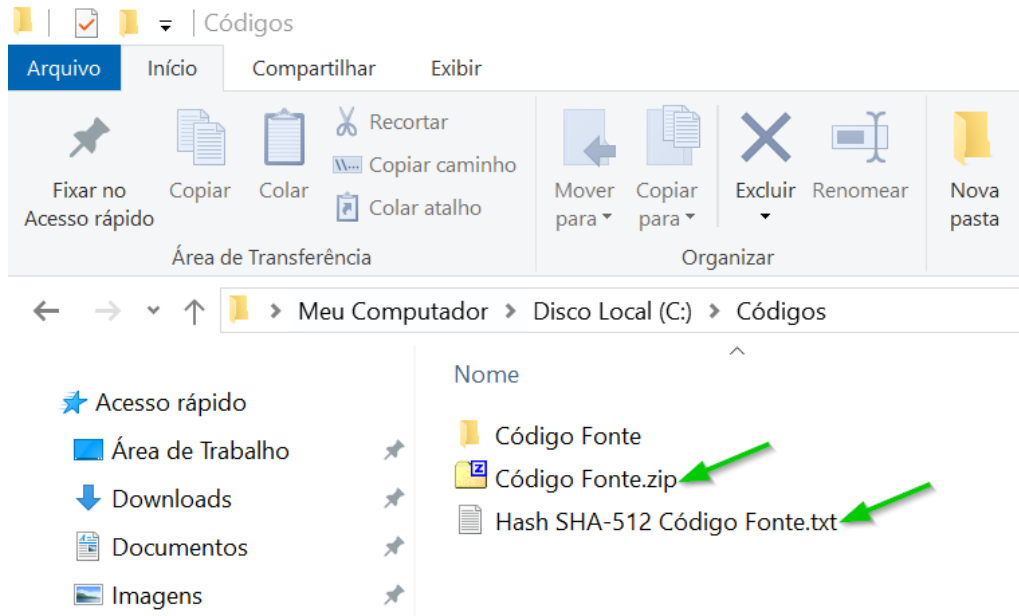 Códigos
Arquivo Início Compartilhar Exibir
Fixar no
Acesso rápido
Copiar
Colar
Recortar
\\... Copiar caminho
Colar atalho
Área de Transferência
Mover
para
Copiar
para
Excluir
Renomear
Organizar
Nova
pasta
Meu Computador > Disco Local (C:) > Códigos
Nome
Acesso rápido
Área de Trabalho
Downloads
Documentos
Imagens
Código Fonte
Z
Código Fonte.zip
Hash SHA-512 Código Fonte.txt